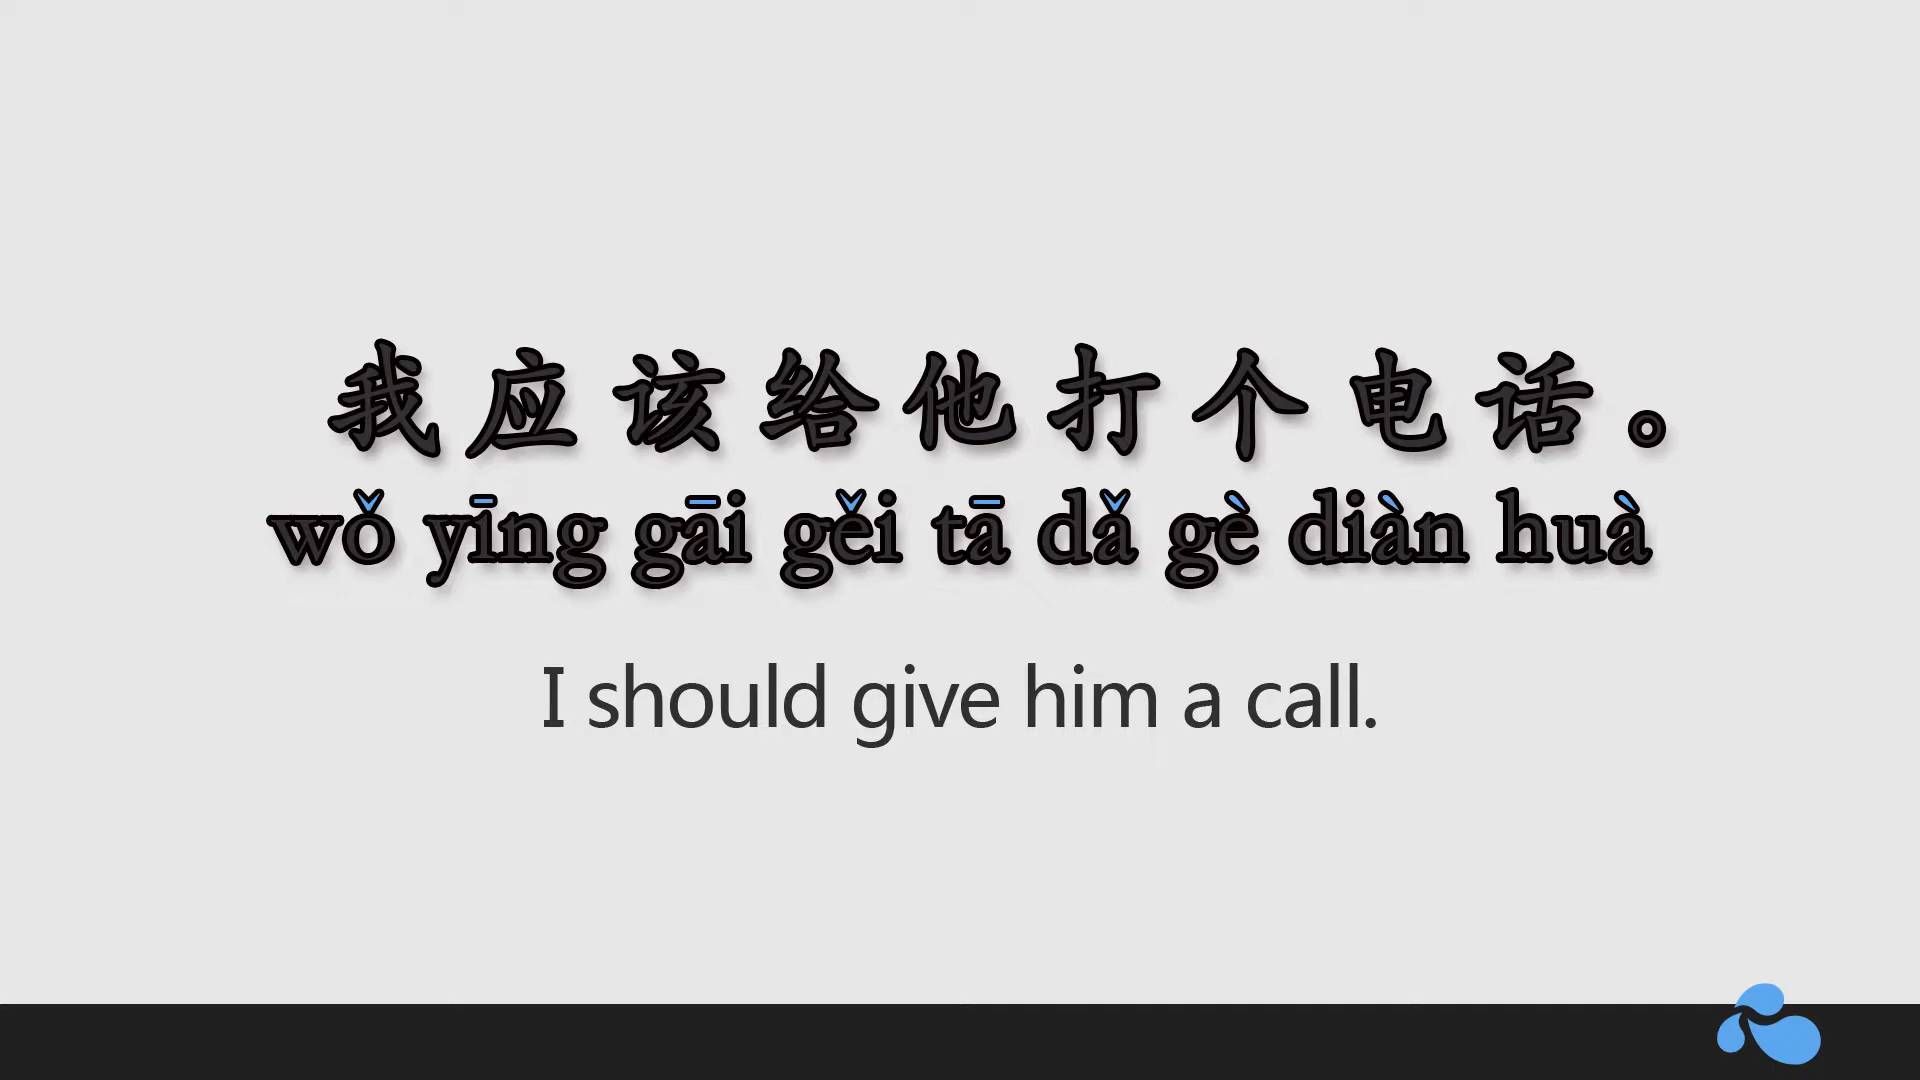 我应该给他打个电话。
wǒ yīng gāi gěi tā dǎ gè diàn huà
I should give him a call.